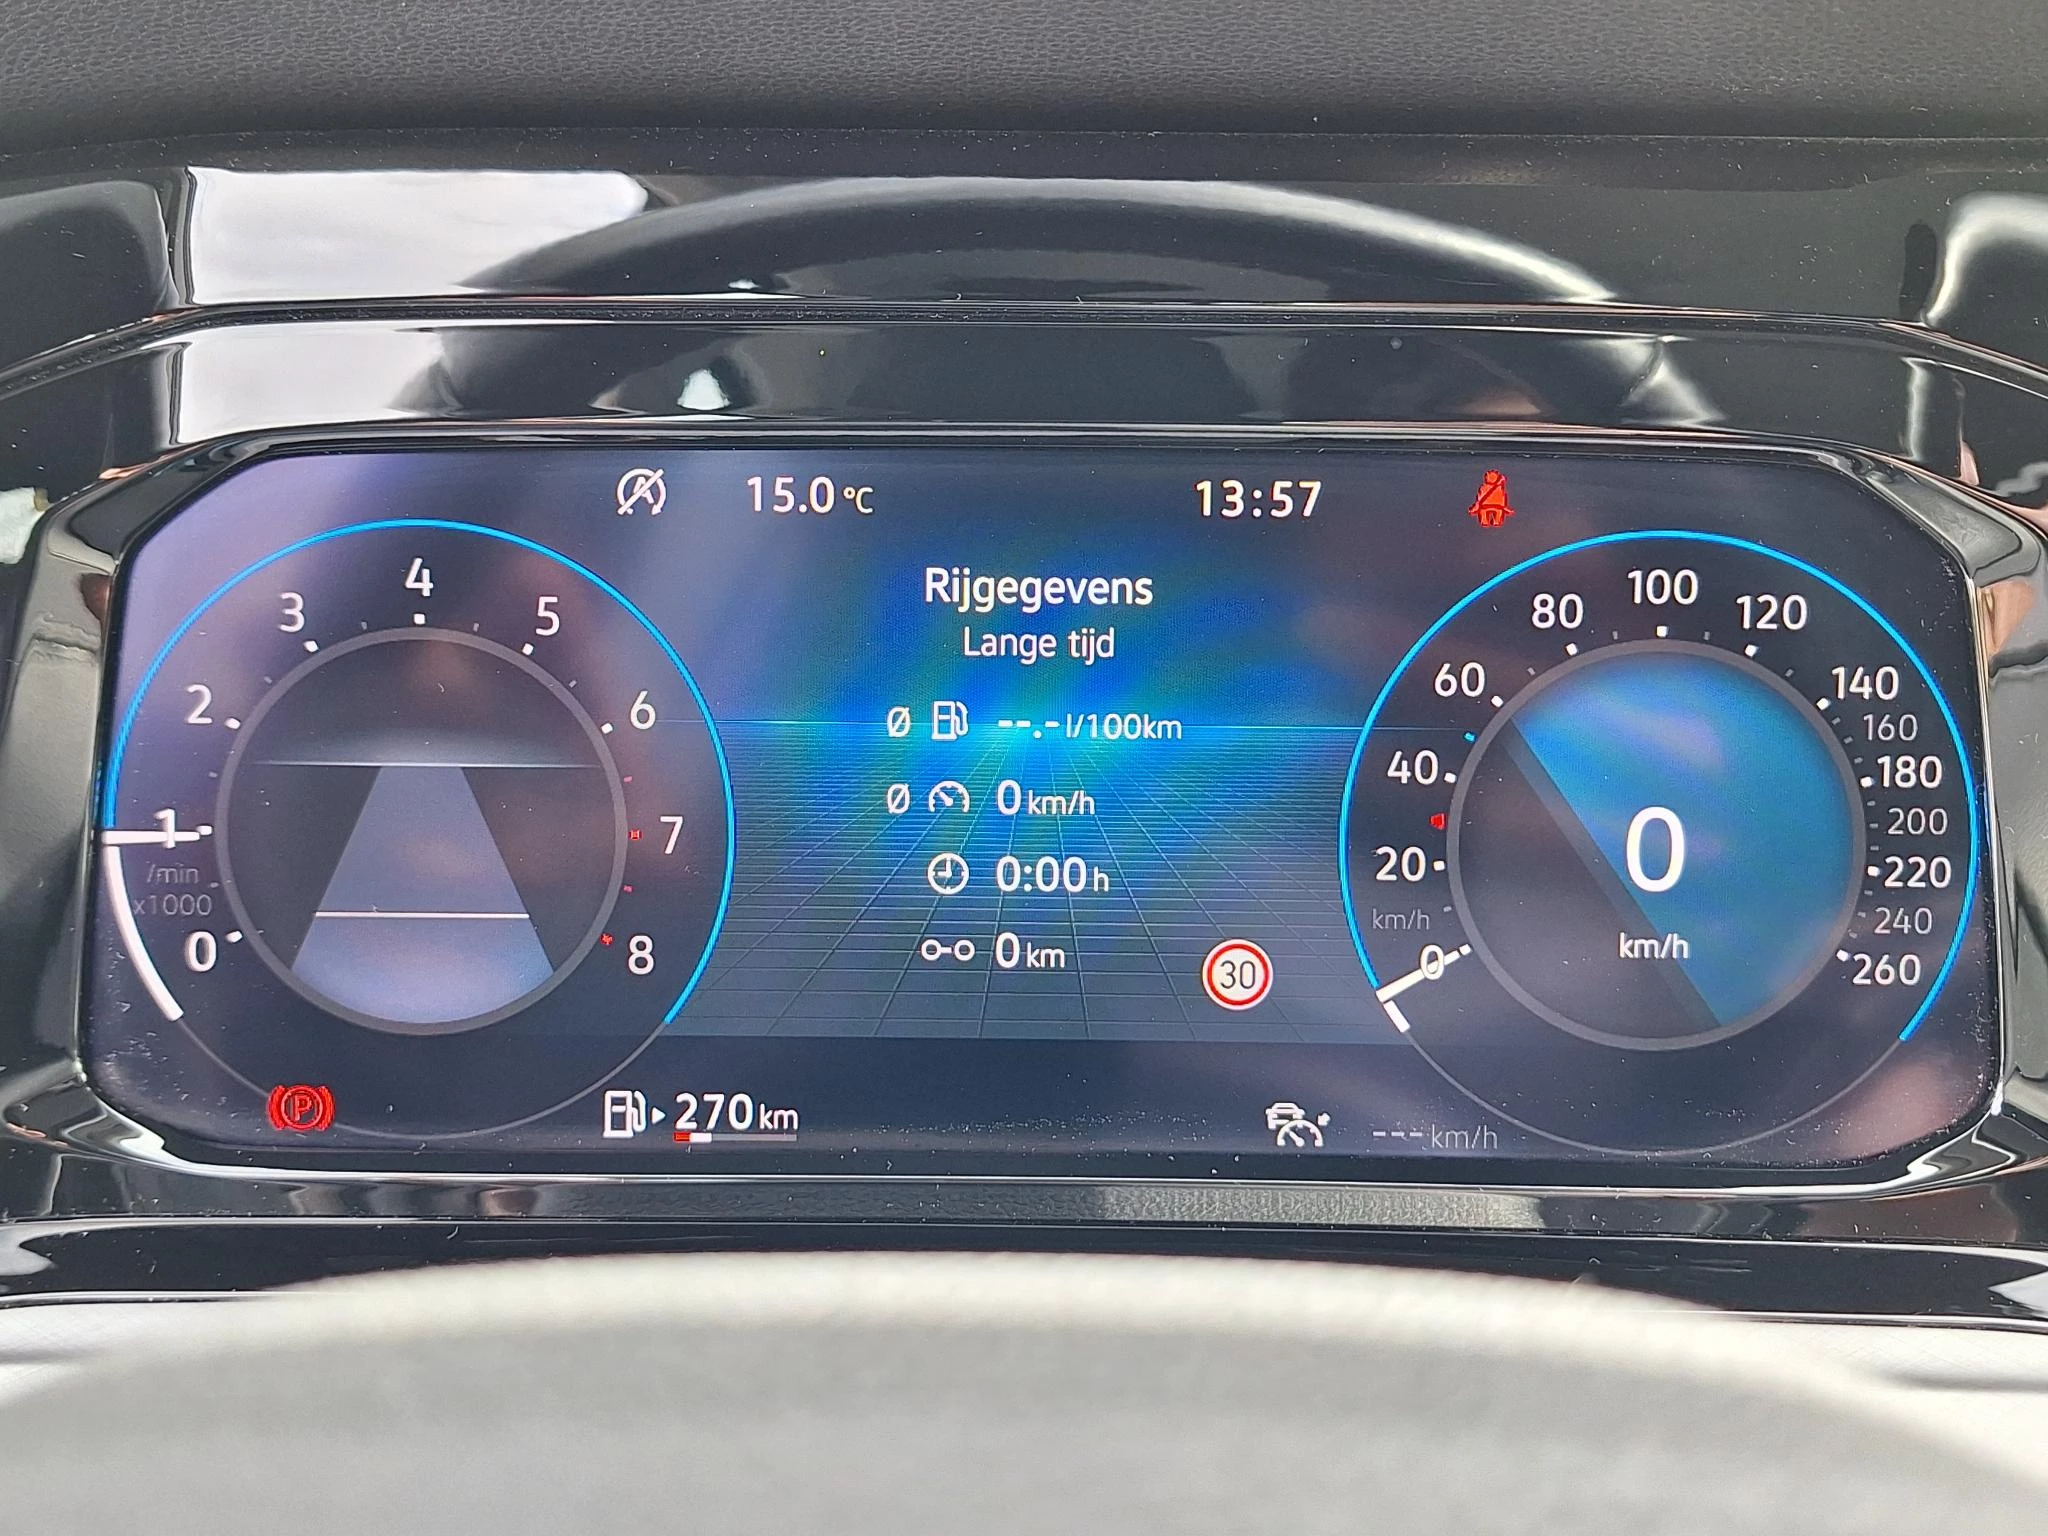 15.0 °C
13:57
Rijgegevens
Lange tijd
Ø --.- l/100km
Ø 0 km/h
0:00 h
0 km
30
0
1
2
3
4
5
6
7
8
/min
x1000
0
20
40
60
80
100
120
140
160
180
200
220
240
260
km/h
0
km/h
P
270 km
--- km/h